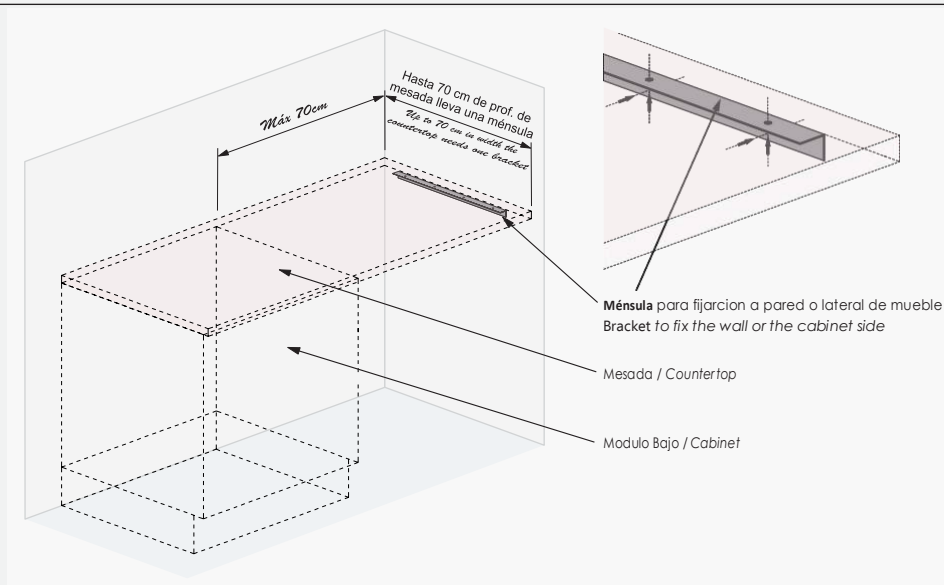 Máx 70cm
Hasta 70 cm de prof. de
mesada lleva una ménsula
Up to 70 cm in width the
countertop needs one bracket
Ménsula para fijarcion a pared o lateral de mueble
Bracket to fix the wall or the cabinet side
Mesada / Countertop
Modulo Bajo / Cabinet